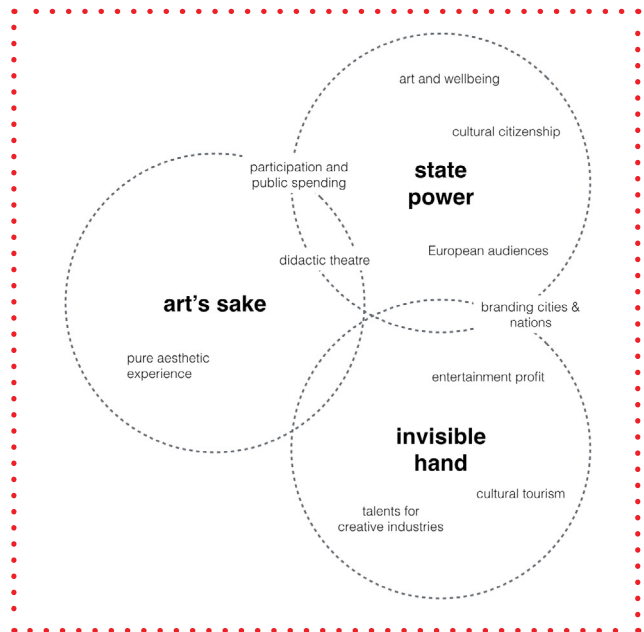 art and wellbeing
cultural citizenship
participation and
public spending
state
power
European audiences
didactic theatre
art's sake
branding cities &
nations
pure aesthetic
experience
entertainment profit
invisible
hand
cultural tourism
talents for
creative industries